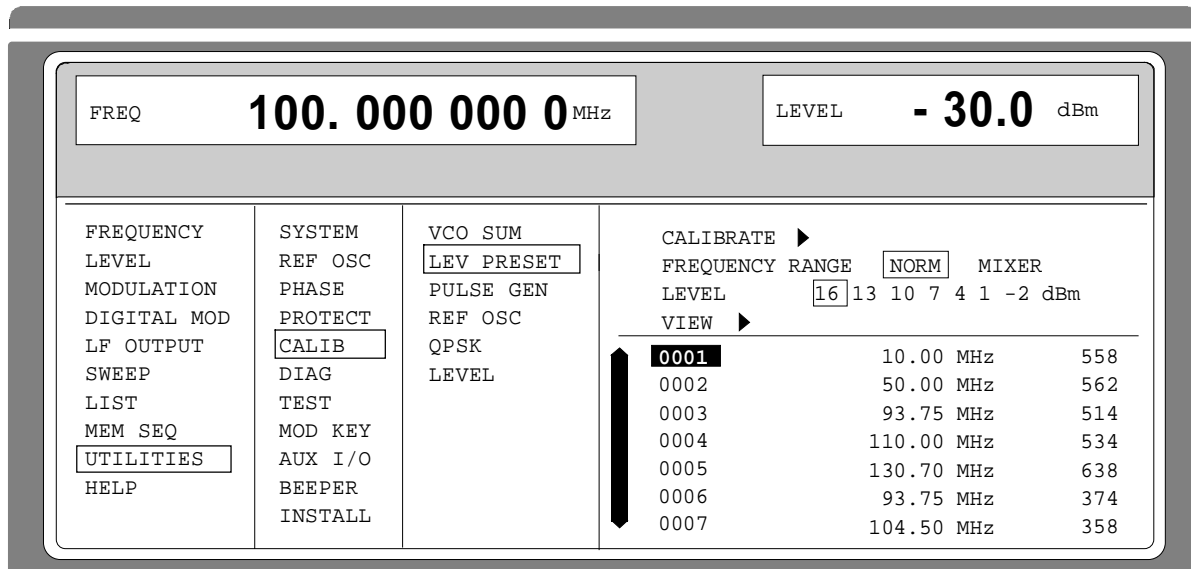 FREQ 100. 000 000 0 MHz
LEVEL - 30.0 dBm
FREQUENCY
LEVEL
MODULATION
DIGITAL MOD
LF OUTPUT
SWEEP
LIST
MEM SEQ
UTILITIES
HELP
SYSTEM
REF OSC
PHASE
PROTECT
CALIB
DIAG
TEST
MOD KEY
AUX I/O
BEEPER
INSTALL
VCO SUM
LEV PRESET
PULSE GEN
REF OSC
QPSK
LEVEL
CALIBRATE
FREQUENCY RANGE NORM MIXER
LEVEL 16 13 10 7 4 1 -2 dBm
VIEW
0001 10.00 MHz 558
0002 50.00 MHz 562
0003 93.75 MHz 514
0004 110.00 MHz 534
0005 130.70 MHz 638
0006 93.75 MHz 374
0007 104.50 MHz 358